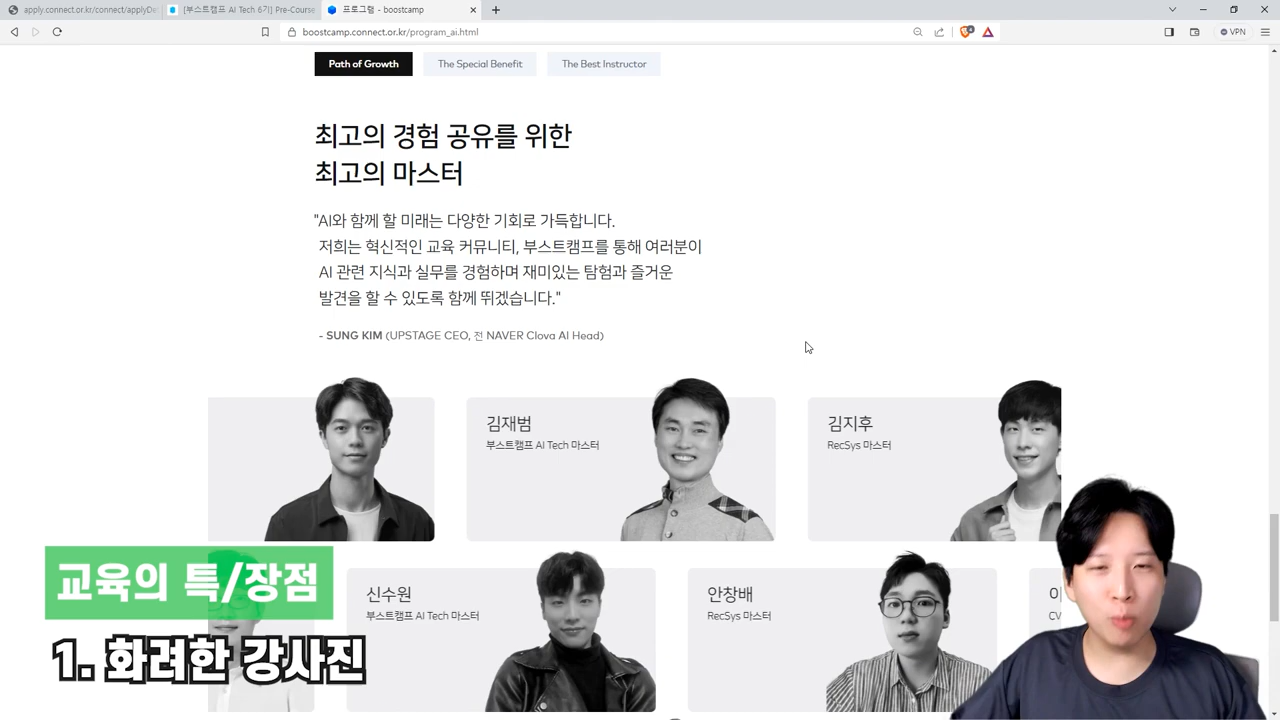 apply.connect.or.kr/connect/applyDe
[부스트캠프 AI Tech 6기] Pre-Course
프로그램 - boostcamp
boostcamp.connect.or.kr/program_ai.html
VPN
Path of Growth
The Special Benefit
The Best Instructor
최고의 경험 공유를 위한
최고의 마스터
"AI와 함께 할 미래는 다양한 기회로 가득합니다.
저희는 혁신적인 교육 커뮤니티, 부스트캠프를 통해 여러분이
AI 관련 지식과 실무를 경험하며 재미있는 탐험과 즐거운
발견을 할 수 있도록 함께 뛰겠습니다."
- SUNG KIM (UPSTAGE CEO, 전 NAVER Clova AI Head)
김재범
부스트캠프 AI Tech 마스터
김지후
RecSys 마스터
신수원
부스트캠프 AI Tech 마스터
안창배
RecSys 마스터
이
CV
교육의 특/장점
1. 화려한 강사진